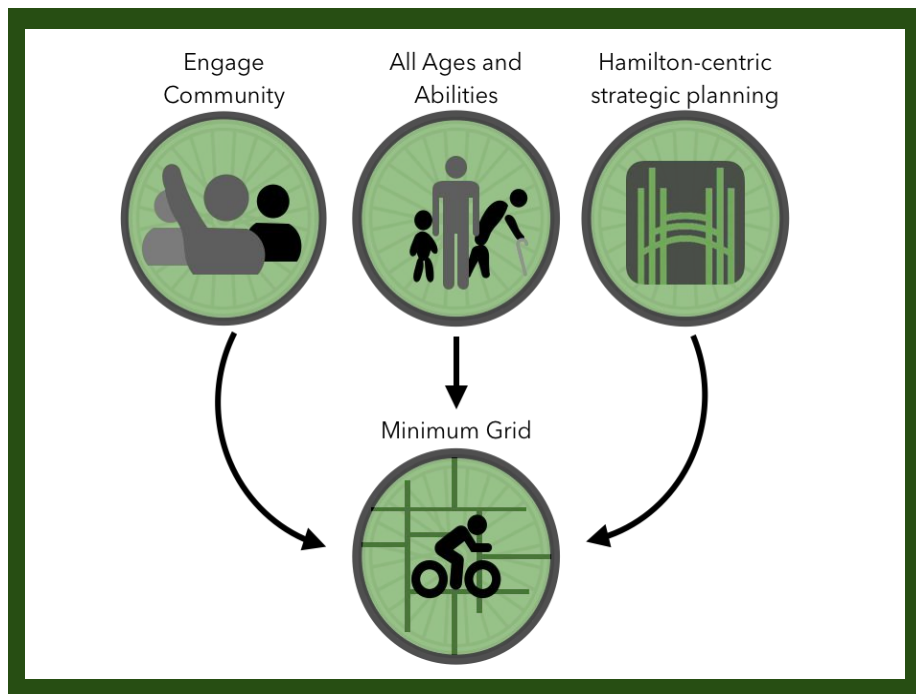 Engage
Community
All Ages and
Abilities
Hamilton-centric
strategic planning
Minimum Grid